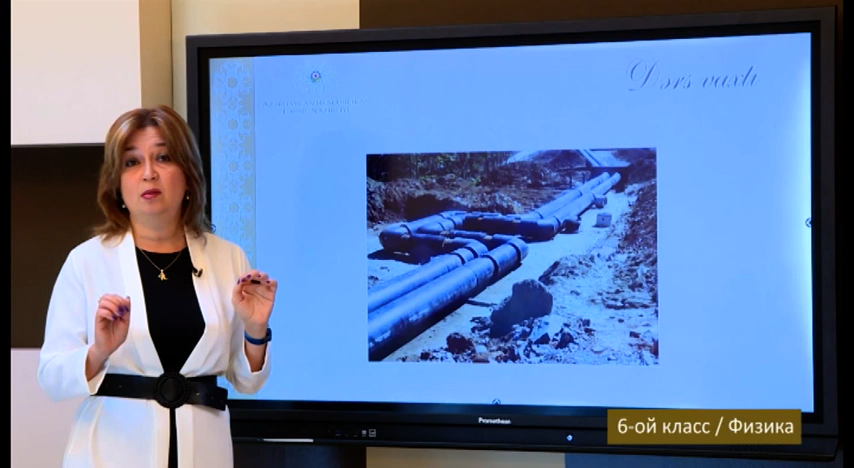 Dərs vaxtı
Promethean
6-ой класс / Физика